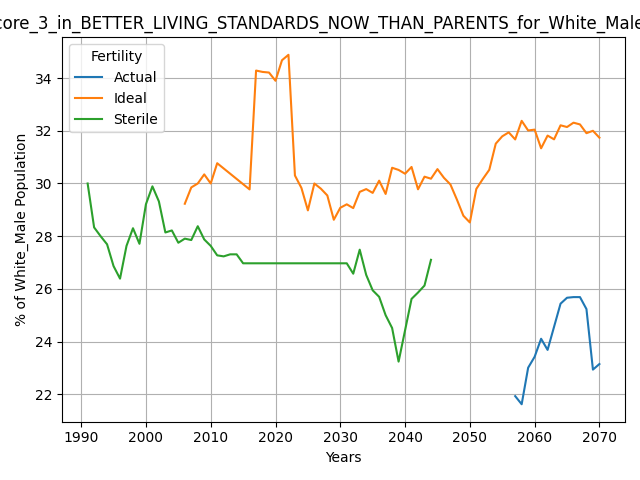 core_3_in_BETTER_LIVING_STANDARDS_NOW_THAN_PARENTS_for_White_Male
Fertility
Actual
Ideal
Sterile
% of White_Male Population
34
32
30
28
26
24
22
1990 2000 2010 2020 2030 2040 2050 2060 2070
Years